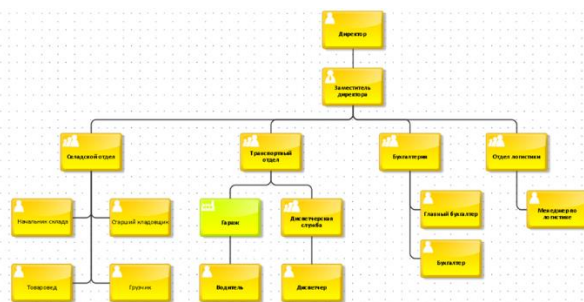 Директор
Заместитель
директора
Складской отдел
Транспортный
отдел
Бухгалтерия
Отдел логистики
Начальник склада
Старший кладовщик
Гараж
Диспетчерская
служба
Главный бухгалтер
Менеджер по
логистике
Товаровед
Грузчик
Водитель
Диспетчер
Бухгалтер